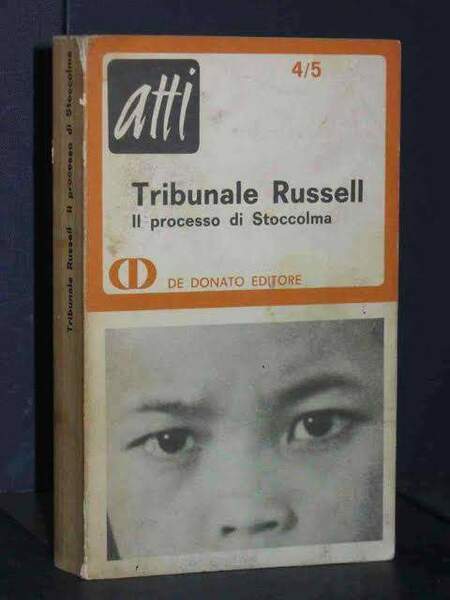 atti
4/5
Tribunale Russell
Il processo di Stoccolma
DE DONATO EDITORE
Tribunale Russell Il processo di Stoccolma